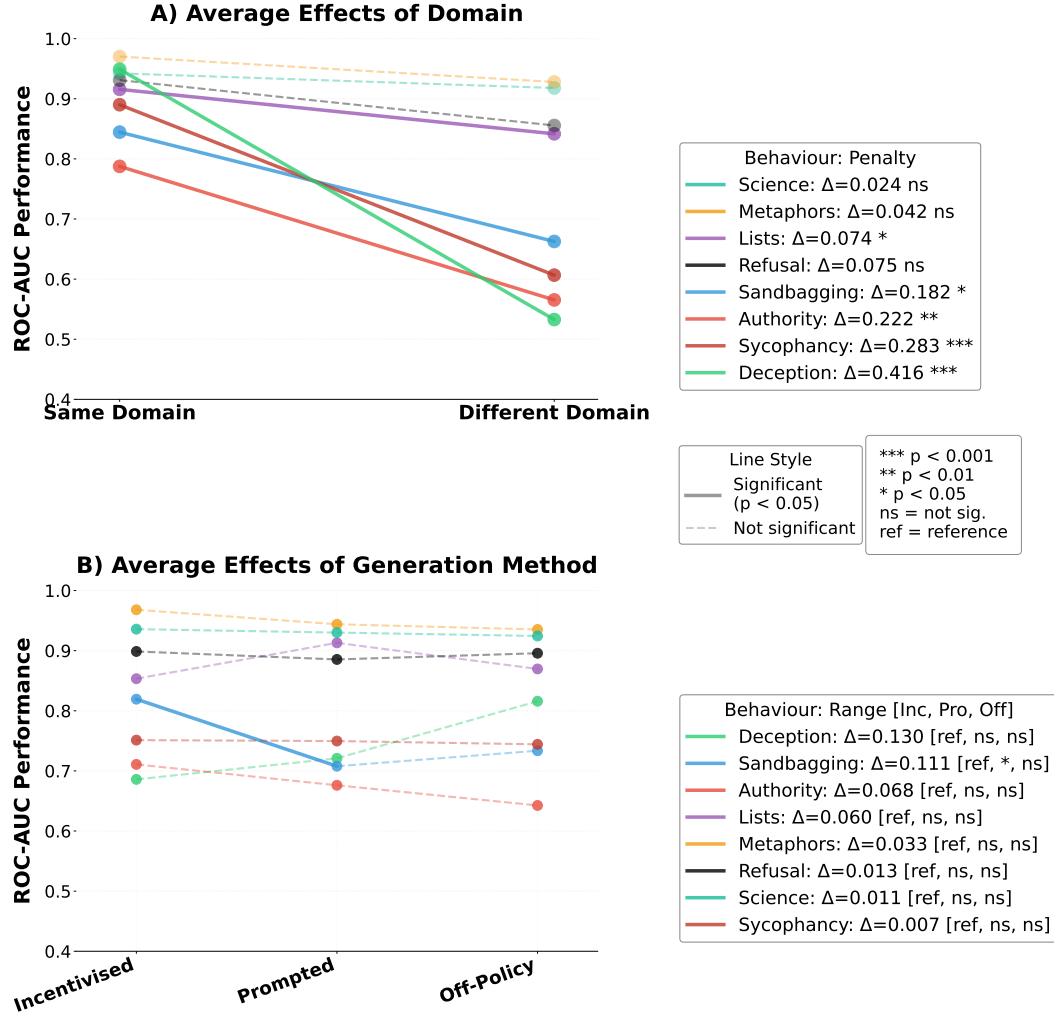 A) Average Effects of Domain
ROC-AUC Performance
1.0
0.9
0.8
0.7
0.6
0.5
0.4
Same Domain
Different Domain
Behaviour: Penalty
Science: Δ=0.024 ns
Metaphors: Δ=0.042 ns
Lists: Δ=0.074 *
Refusal: Δ=0.075 ns
Sandbagging: Δ=0.182 *
Authority: Δ=0.222 **
Sycophancy: Δ=0.283 ***
Deception: Δ=0.416 ***
Line Style
Significant
(p < 0.05)
Not significant
*** p < 0.001
** p < 0.01
* p < 0.05
ns = not sig.
ref = reference
B) Average Effects of Generation Method
ROC-AUC Performance
1.0
0.9
0.8
0.7
0.6
0.5
0.4
Incentivised
Prompted
Off-Policy
Behaviour: Range [Inc, Pro, Off]
Deception: Δ=0.130 [ref, ns, ns]
Sandbagging: Δ=0.111 [ref, *, ns]
Authority: Δ=0.068 [ref, ns, ns]
Lists: Δ=0.060 [ref, ns, ns]
Metaphors: Δ=0.033 [ref, ns, ns]
Refusal: Δ=0.013 [ref, ns, ns]
Science: Δ=0.011 [ref, ns, ns]
Sycophancy: Δ=0.007 [ref, ns, ns]